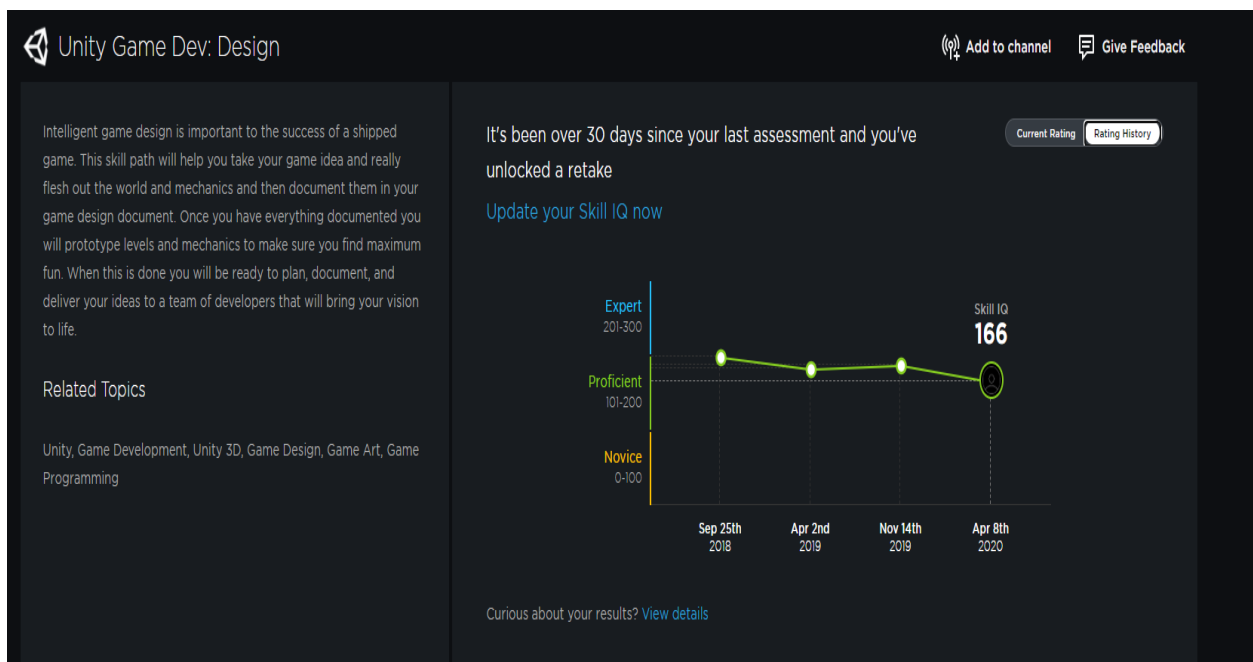 Unity Game Dev: Design
Add to channel
Give Feedback
Intelligent game design is important to the success of a shipped
game. This skill path will help you take your game idea and really
flesh out the world and mechanics and then document them in your
game design document. Once you have everything documented you
will prototype levels and mechanics to make sure you find maximum
fun. When this is done you will be ready to plan, document, and
deliver your ideas to a team of developers that will bring your vision
to life.
Related Topics
Unity, Game Development, Unity 3D, Game Design, Game Art, Game
Programming
It's been over 30 days since your last assessment and you've
unlocked a retake
Update your Skill IQ now
Current Rating
Rating History
Expert
201-300
Proficient
101-200
Novice
0-100
Skill IQ
166
Sep 25th
2018
Apr 2nd
2019
Nov 14th
2019
Apr 8th
2020
Curious about your results? View details